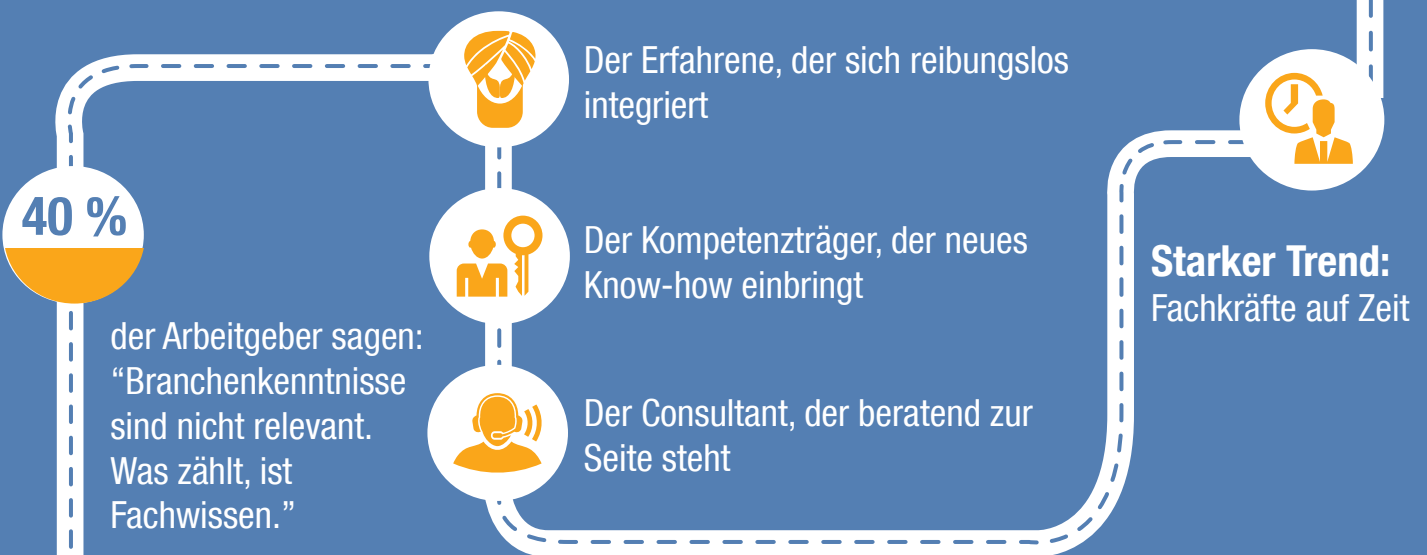 40 %
der Arbeitgeber sagen:
“Branchenkenntnisse
sind nicht relevant.
Was zählt, ist
Fachwissen.”
Der Erfahrene, der sich reibungslos
integriert
Der Kompetenzträger, der neues
Know-how einbringt
Der Consultant, der beratend zur
Seite steht
Starker Trend:
Fachkräfte auf Zeit